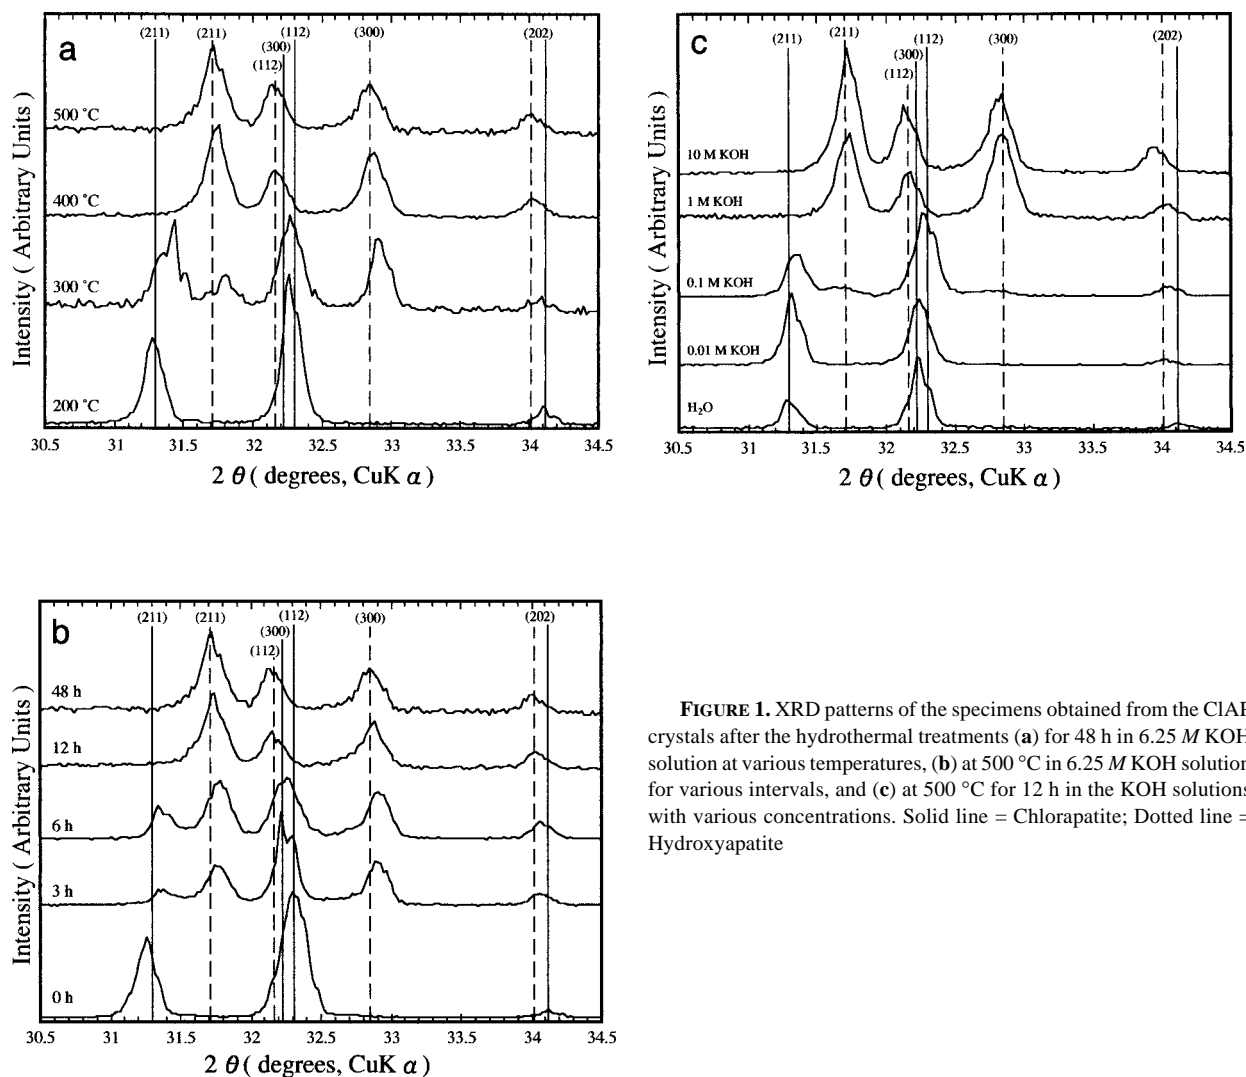 a
(211)
(211)
(300)
(112)
(112)
(300)
(202)
500 °C
400 °C
300 °C
200 °C
Intensity ( Arbitrary Units )
30.5 31 31.5 32 32.5 33 33.5 34 34.5
2 θ ( degrees, CuK α )
c
(211)
(211)
(300)
(112)
(112)
(300)
(202)
10 M KOH
1 M KOH
0.1 M KOH
0.01 M KOH
H₂O
Intensity ( Arbitrary Units )
30.5 31 31.5 32 32.5 33 33.5 34 34.5
2 θ ( degrees, CuK α )
b
(211)
(211)
(300)
(112)
(112)
(300)
(202)
48 h
12 h
6 h
3 h
0 h
Intensity ( Arbitrary Units )
30.5 31 31.5 32 32.5 33 33.5 34 34.5
2 θ ( degrees, CuK α )
FIGURE 1. XRD patterns of the specimens obtained from the ClAP
crystals after the hydrothermal treatments (a) for 48 h in 6.25 M KOH
solution at various temperatures, (b) at 500 °C in 6.25 M KOH solution
for various intervals, and (c) at 500 °C for 12 h in the KOH solutions
with various concentrations. Solid line = Chlorapatite; Dotted line =
Hydroxyapatite